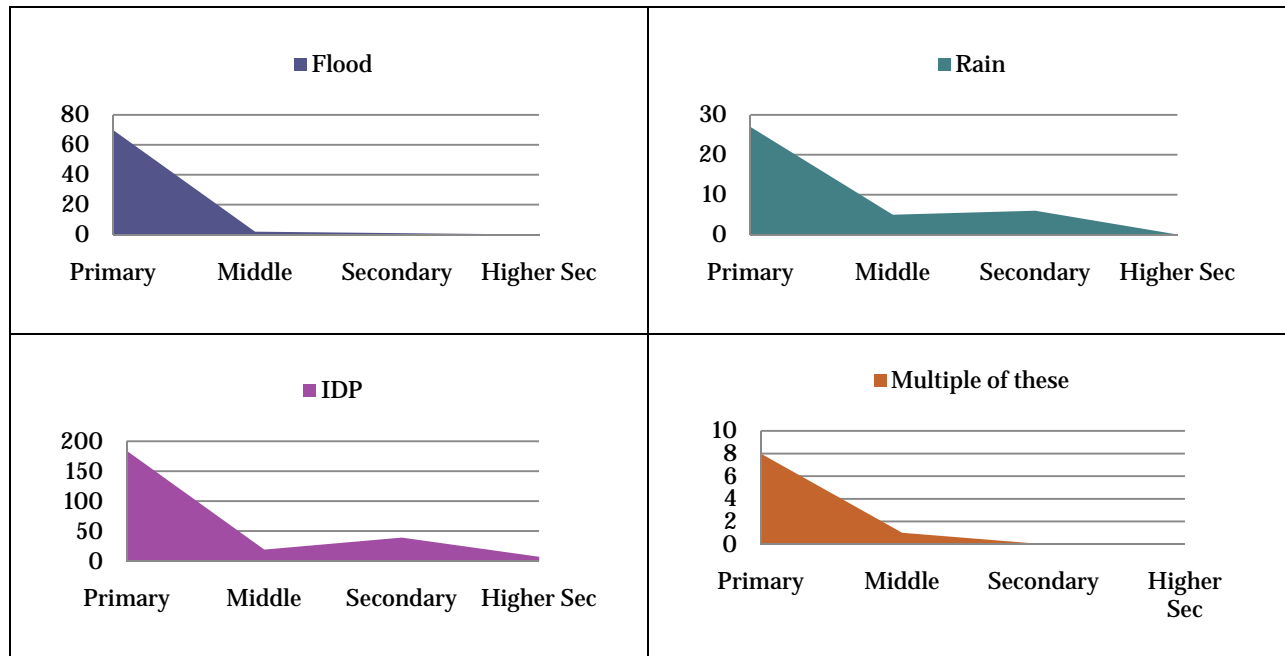 Flood
80
60
40
20
0
Primary Middle Secondary Higher Sec
Rain
30
20
10
0
Primary Middle Secondary Higher Sec
IDP
200
150
100
50
0
Primary Middle Secondary Higher Sec
Multiple of these
10
8
6
4
2
0
Primary Middle Secondary Higher
Sec